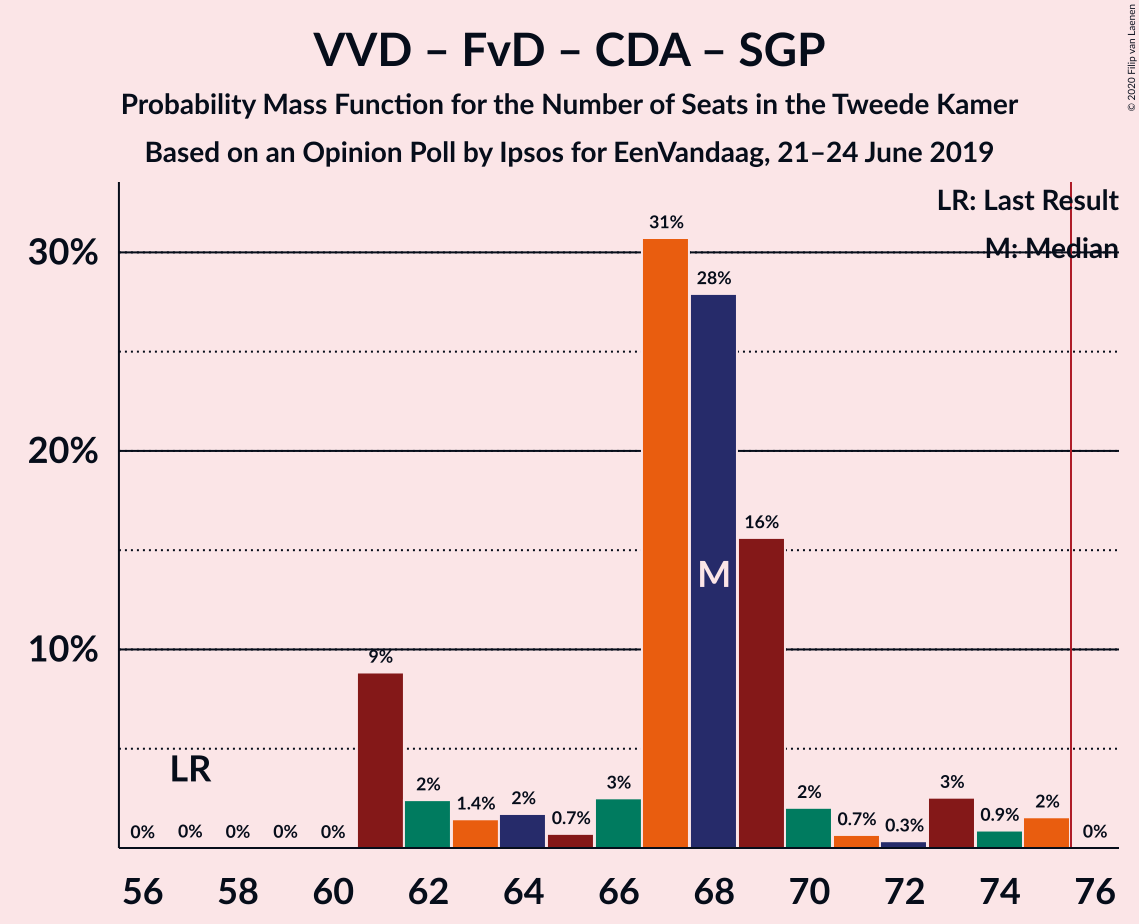 VVD – FvD – CDA – SGP
Probability Mass Function for the Number of Seats in the Tweede Kamer
Based on an Opinion Poll by Ipsos for EenVandaag, 21–24 June 2019
© 2020 Filip van Laenen
LR: Last Result
M: Median
30%
20%
10%
31%
28%
16%
M
9%
LR
0%
0%
0%
0%
0%
2%
1.4%
2%
0.7%
3%
2%
0.7%
0.3%
3%
0.9%
2%
0%
56 58 60 62 64 66 68 70 72 74 76